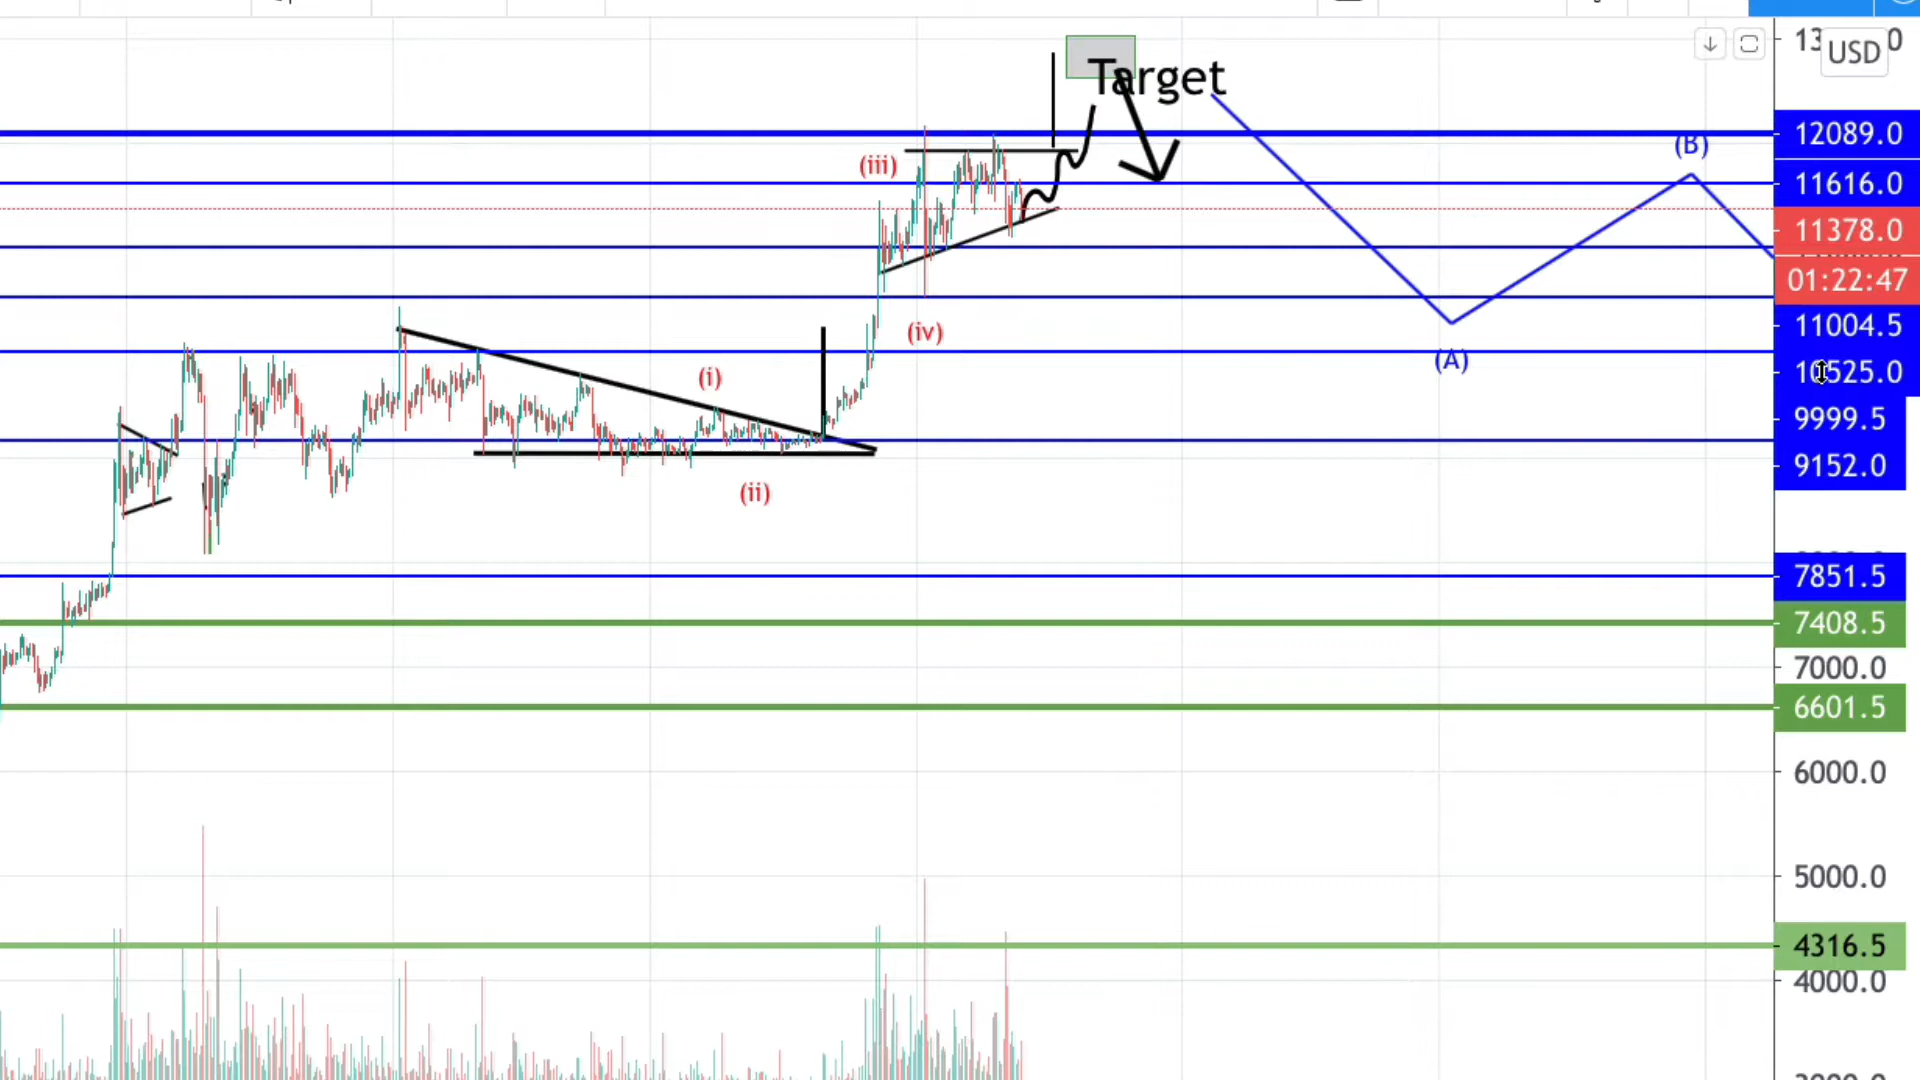 USD
Target
12089.0
(B)
(iii)
11616.0
11378.0
01:22:47
(iv)
11004.5
(A)
10525.0
(i)
9999.5
9152.0
(ii)
7851.5
7408.5
7000.0
6601.5
6000.0
5000.0
4316.5
4000.0